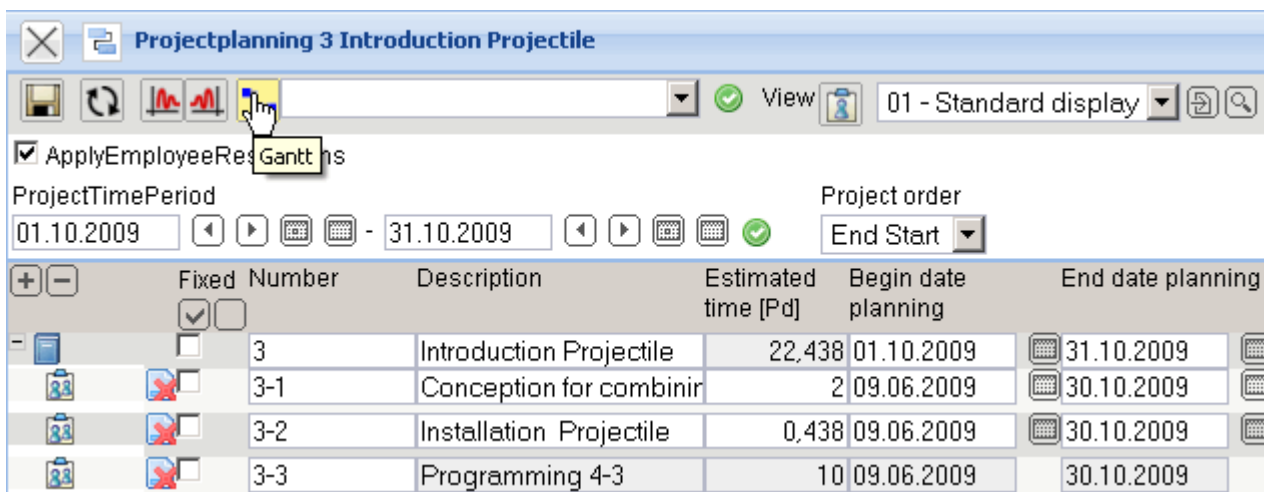 Projectplanning 3 Introduction Projectile
View 01 - Standard display
ApplyEmployeeRes ns
Gantt
ProjectTimePeriod Project order
01.10.2009 - 31.10.2009 End Start
Fixed Number Description Estimated time [Pd] Begin date planning End date planning
3 Introduction Projectile 22,438 01.10.2009 31.10.2009
3-1 Conception for combinin 2 09.06.2009 30.10.2009
3-2 Installation Projectile 0,438 09.06.2009 30.10.2009
3-3 Programming 4-3 10 09.06.2009 30.10.2009